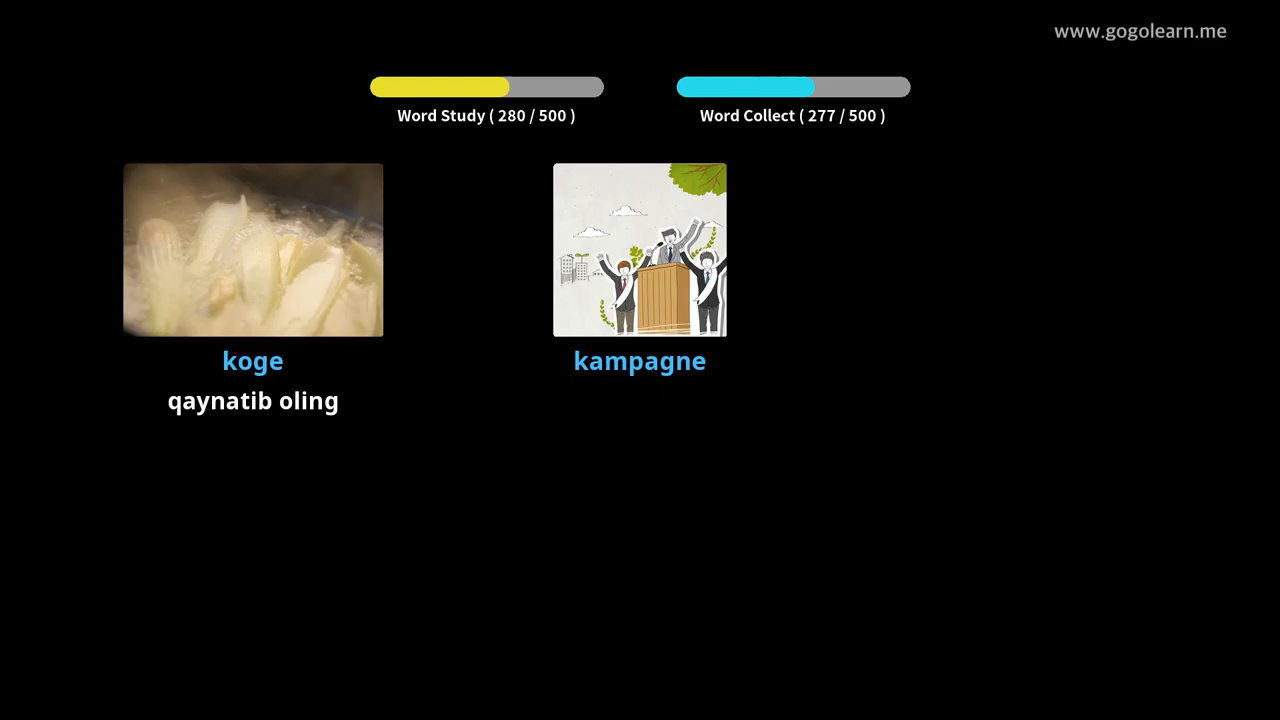 www.gogolearn.me
Word Study ( 280 / 500 )
Word Collect ( 277 / 500 )
koge
kampagne
qaynatib oling